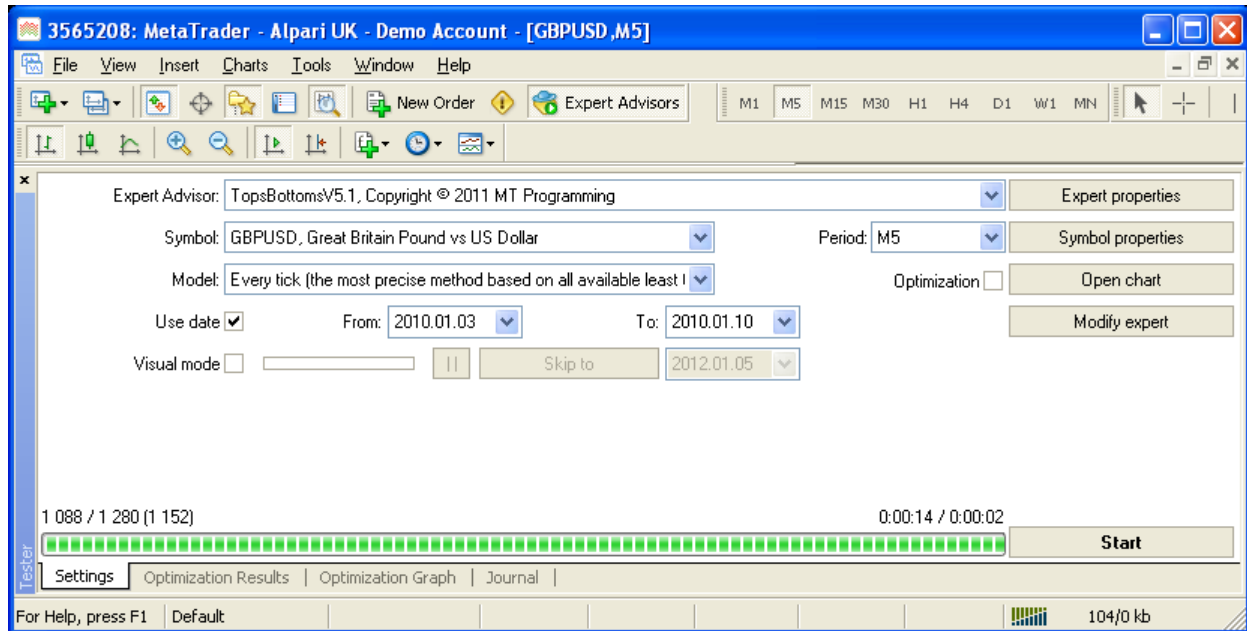 3565208: MetaTrader - Alpari UK - Demo Account - [GBPUSD,M5]
File View Insert Charts Tools Window Help
New Order Expert Advisors M1 M5 M15 M30 H1 H4 D1 W1 MN
Expert Advisor: TopsBottomsV5.1, Copyright © 2011 MT Programming Expert properties
Symbol: GBPUSD, Great Britain Pound vs US Dollar Period: M5 Symbol properties
Model: Every tick (the most precise method based on all available least Optimization Open chart
Use date From: 2010.01.03 To: 2010.01.10 Modify expert
Visual mode Skip to 2012.01.05
1 088 / 1 280 (1 152) 0:00:14 / 0:00:02
Start
Tester
Settings Optimization Results | Optimization Graph | Journal |
For Help, press F1 Default 104/0 kb